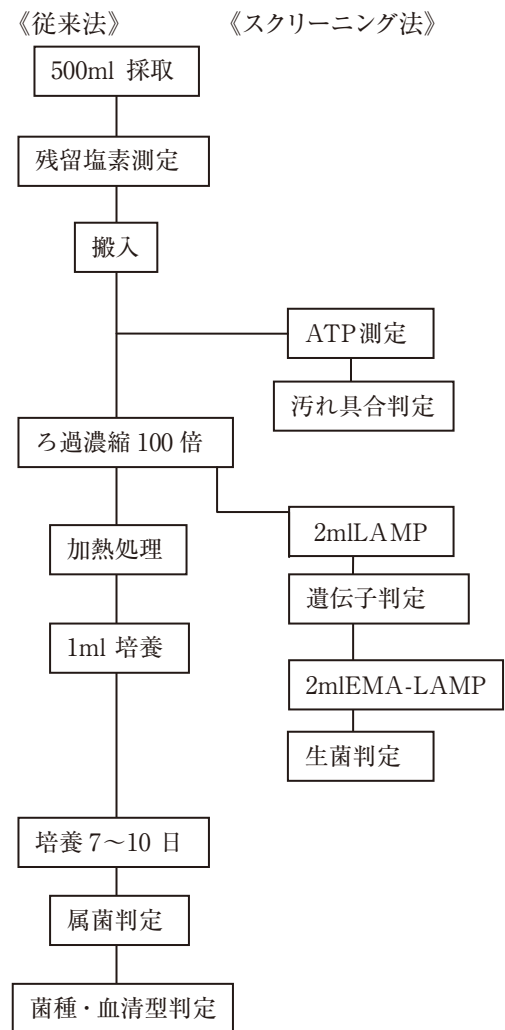 《従来法》 《スクリーニング法》
500ml 採取
残留塩素測定
搬入
ATP測定
汚れ具合判定
ろ過濃縮 100 倍
2mlLAMP
加熱処理
遺伝子判定
1ml 培養
2mlEMA-LAMP
生菌判定
培養 7～10 日
属菌判定
菌種・血清型判定